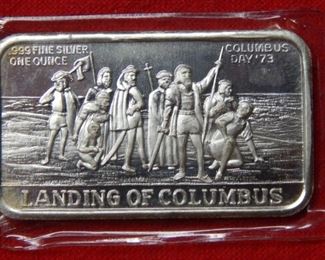 .999 FINE SILVER
ONE OUNCE
COLUMBUS
DAY '73
LANDING OF COLUMBUS